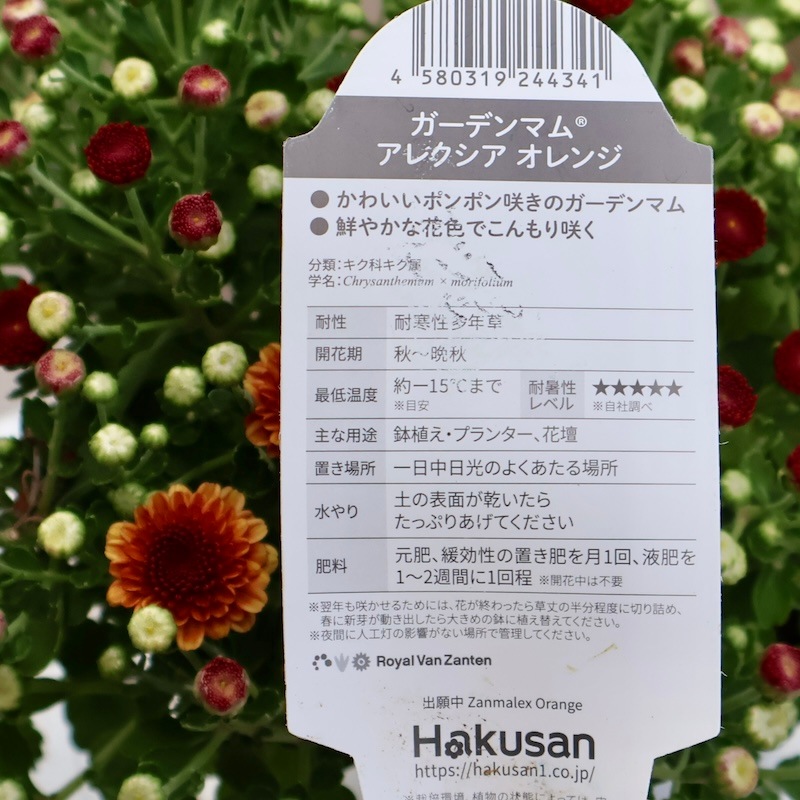 4 580319 244341
ガーデンマム®
アレクシア オレンジ
● かわいいポンポン咲きのガーデンマム
● 鮮やかな花色でこんもり咲く
分類：キク科キク属
学名：Chrysanthemum × morifolium
耐性 耐寒性多年草
開花期 秋〜晩秋
最低温度 約−15℃まで ※目安 耐暑性レベル ★★★★★ ※自社調べ
主な用途 鉢植え・プランター、花壇
置き場所 一日中日光のよくあたる場所
水やり 土の表面が乾いたら
たっぷりあげてください
肥料 元肥、緩効性の置き肥を月1回、液肥を
1〜2週間に1回程 ※開花中は不要
※翌年も咲かせるためには、花が終わったら草丈の半分程度に切り詰め、
春に新芽が動き出したら大きめの鉢に植え替えてください。
※夜間に人工灯の影響がない場所で管理してください。
Royal Van Zanten
出願中 Zanmalex Orange
Hakusan
https://hakusan1.co.jp/